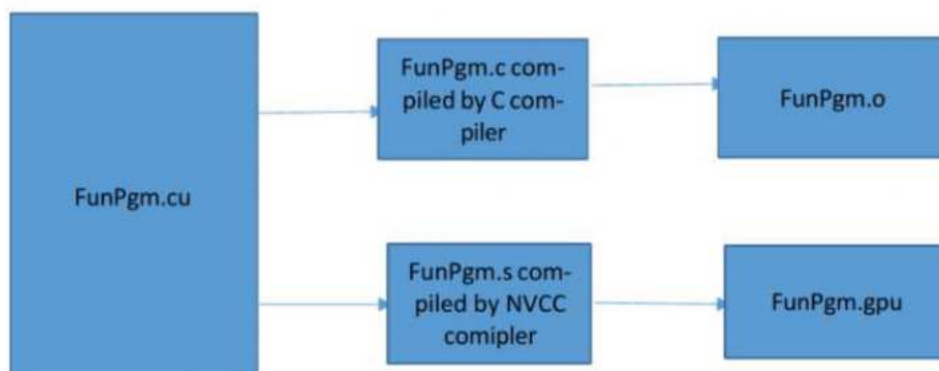 FunPgm.cu
FunPgm.c com-
piled by C com-
piler
FunPgm.o
FunPgm.s com-
piled by NVCC
comipler
FunPgm.gpu